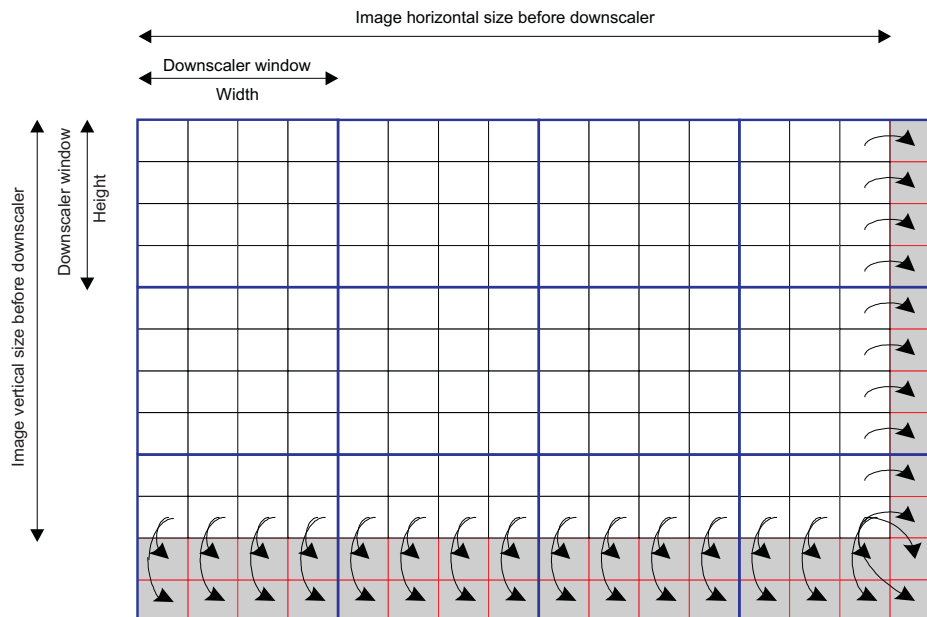 Image horizontal size before downscaler
Downscaler window
Width
Image vertical size before downscaler
Downscaler window
Height